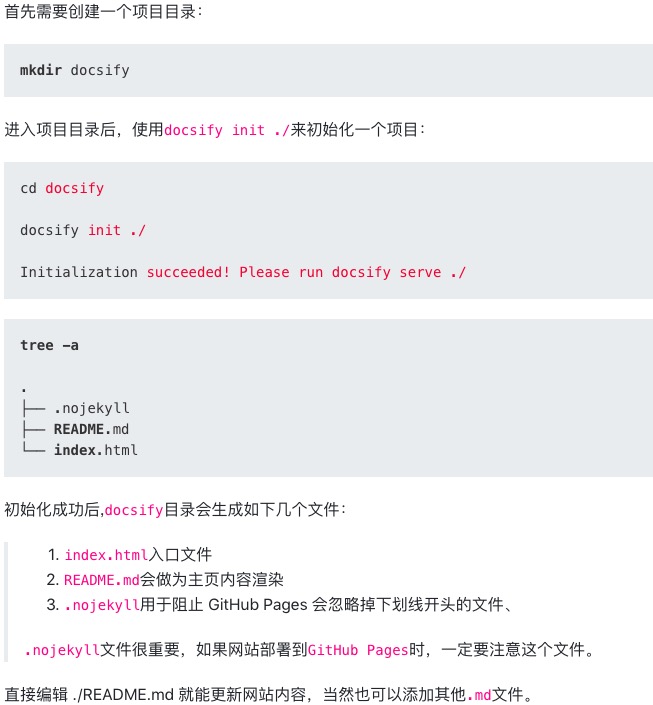 首先需要创建一个项目目录：
mkdir docsify
进入项目目录后，使用docsify init ./来初始化一个项目：
cd docsify
docsify init ./
Initialization succeeded! Please run docsify serve ./
tree -a
.
├── .nojekyll
├── README.md
└── index.html
初始化成功后,docsify目录会生成如下几个文件：
1. index.html入口文件
2. README.md会做为主页内容渲染
3. .nojekyll用于阻止 GitHub Pages 会忽略掉下划线开头的文件、
.nojekyll文件很重要，如果网站部署到GitHub Pages时，一定要注意这个文件。
直接编辑 ./README.md 就能更新网站内容，当然也可以添加其他.md文件。